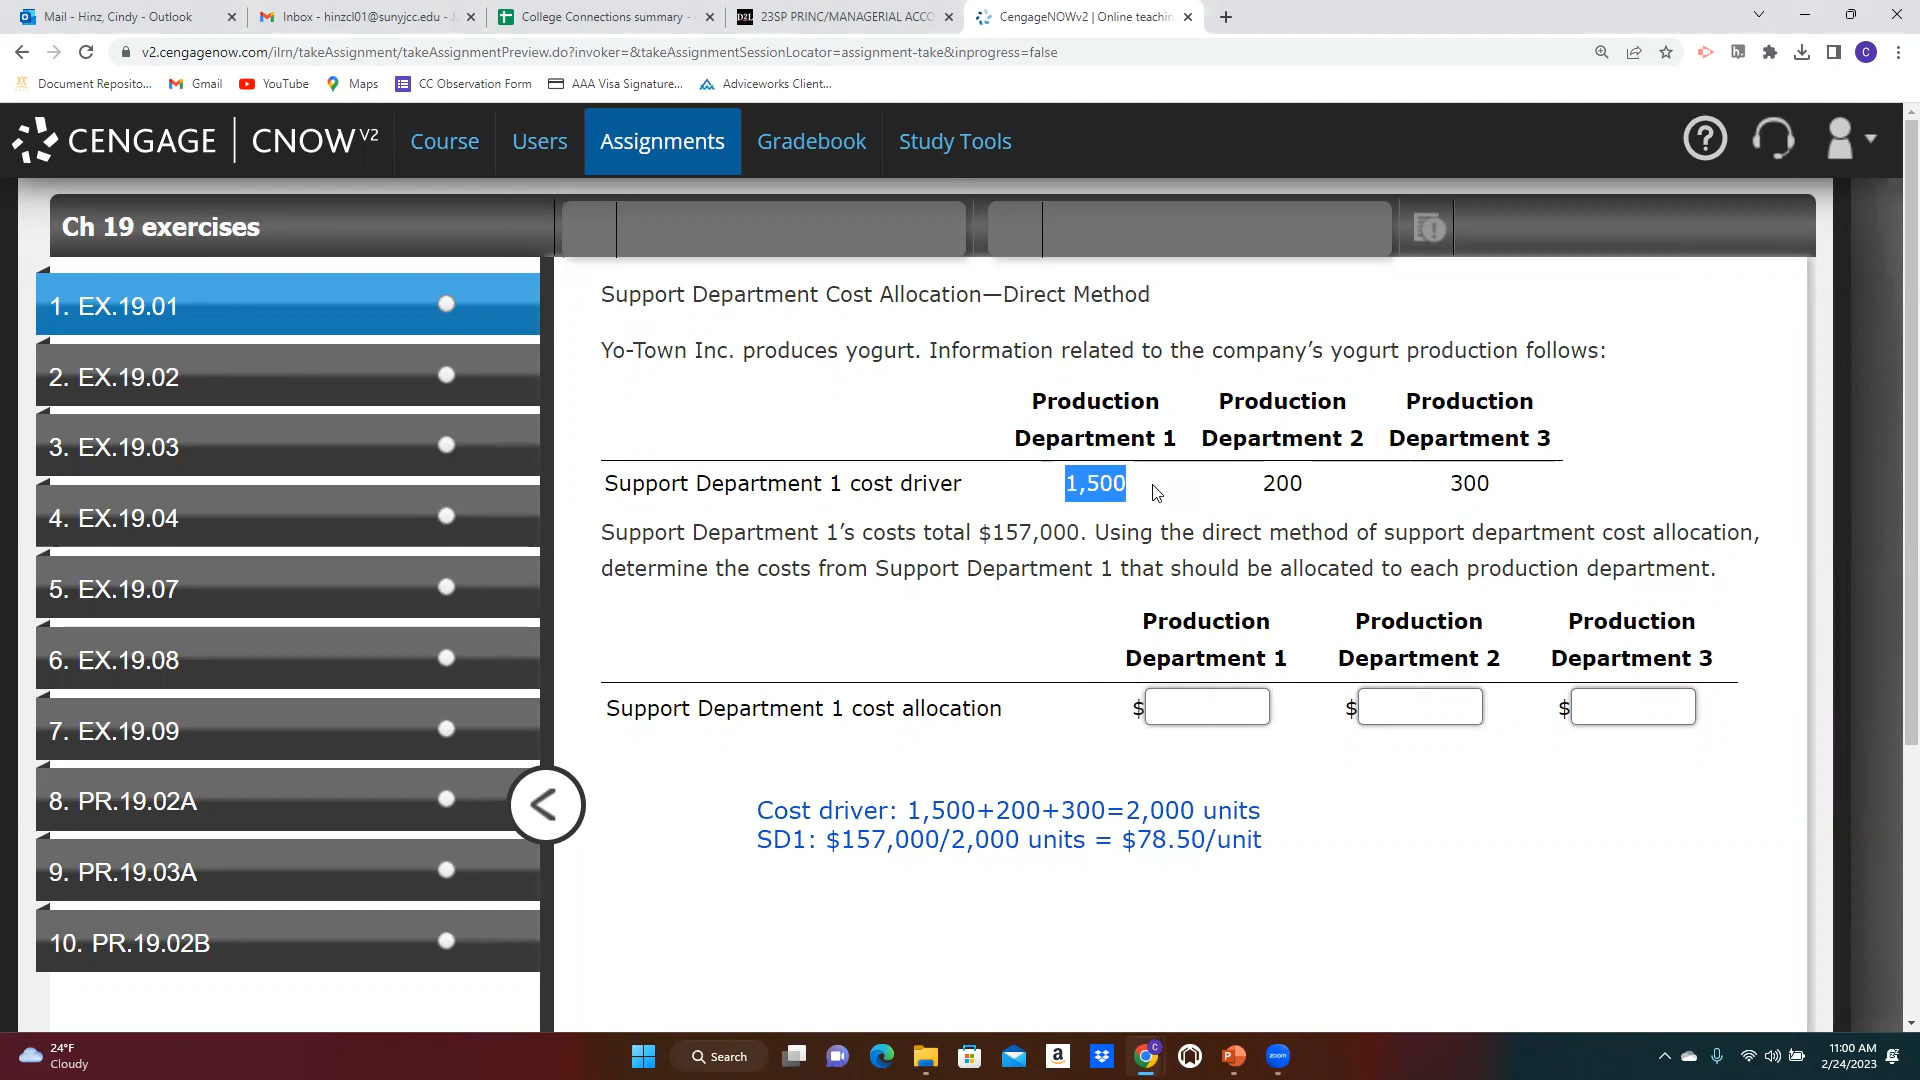 Mail - Hinz, Cindy - Outlook
Inbox - hinzcl01@sunyjcc.edu - J
College Connections summary -
D2L 23SP PRINC/MANAGERIAL ACCO
CengageNOWv2 | Online teachin
v2.cengagenow.com/ilrn/takeAssignment/takeAssignmentPreview.do?invoker=&takeAssignmentSessionLocator=assignment-take&inprogress=false
C
Document Reposito...
Gmail
YouTube
Maps
CC Observation Form
AAA Visa Signature...
Adviceworks Client...
CENGAGE
CNOWV2
Course
Users
Assignments
Gradebook
Study Tools
Ch 19 exercises
1. EX.19.01
2. EX.19.02
3. EX.19.03
4. EX.19.04
5. EX.19.07
6. EX.19.08
7. EX.19.09
8. PR.19.02A
9. PR.19.03A
10. PR.19.02B
Support Department Cost Allocation—Direct Method
Yo-Town Inc. produces yogurt. Information related to the company’s yogurt production follows:
Production Production Production
Department 1 Department 2 Department 3
Support Department 1 cost driver 1,500 200 300
Support Department 1’s costs total $157,000. Using the direct method of support department cost allocation,
determine the costs from Support Department 1 that should be allocated to each production department.
Production Production Production
Department 1 Department 2 Department 3
Support Department 1 cost allocation $ $ $
Cost driver: 1,500+200+300=2,000 units
SD1: $157,000/2,000 units = $78.50/unit
24°F
Cloudy
Search
zoom
11:00 AM
2/24/2023